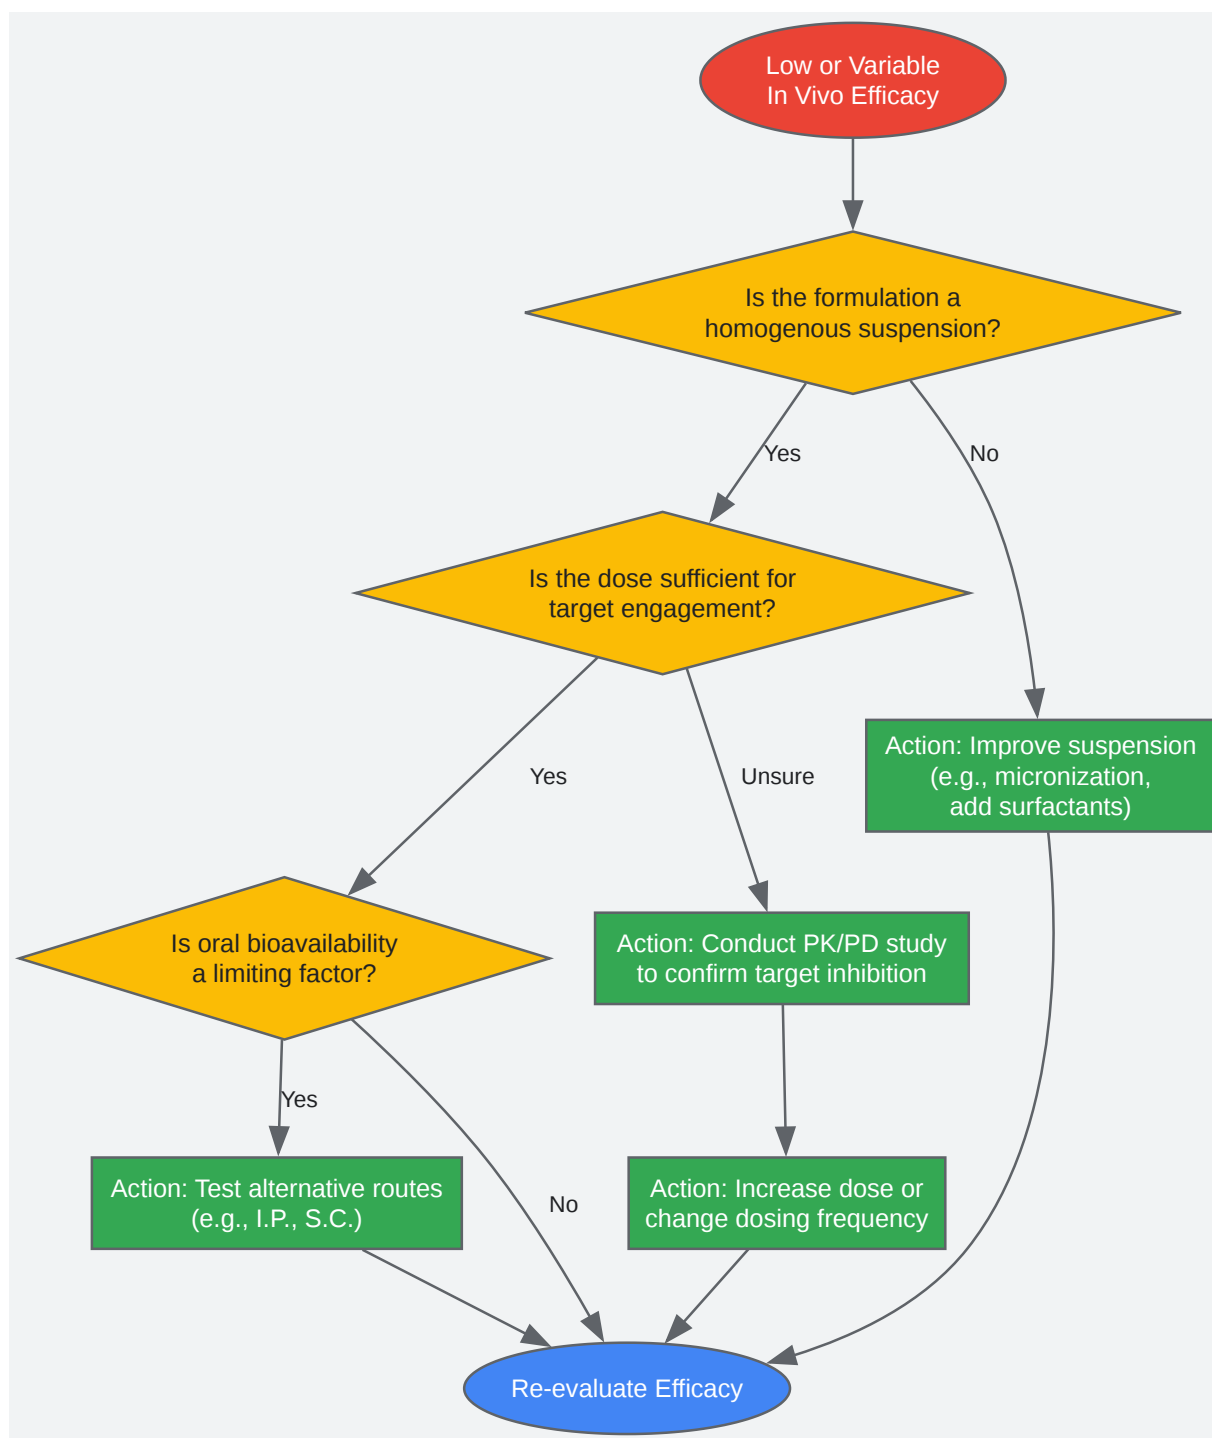 Low or Variable
In Vivo Efficacy
Is the formulation a
homogenous suspension?
Yes
No
Is the dose sufficient for
target engagement?
Yes
Unsure
Action: Improve suspension
(e.g., micronization,
add surfactants)
Is oral bioavailability
a limiting factor?
Action: Conduct PK/PD study
to confirm target inhibition
Yes
No
Action: Test alternative routes
(e.g., I.P., S.C.)
Action: Increase dose or
change dosing frequency
Re-evaluate Efficacy